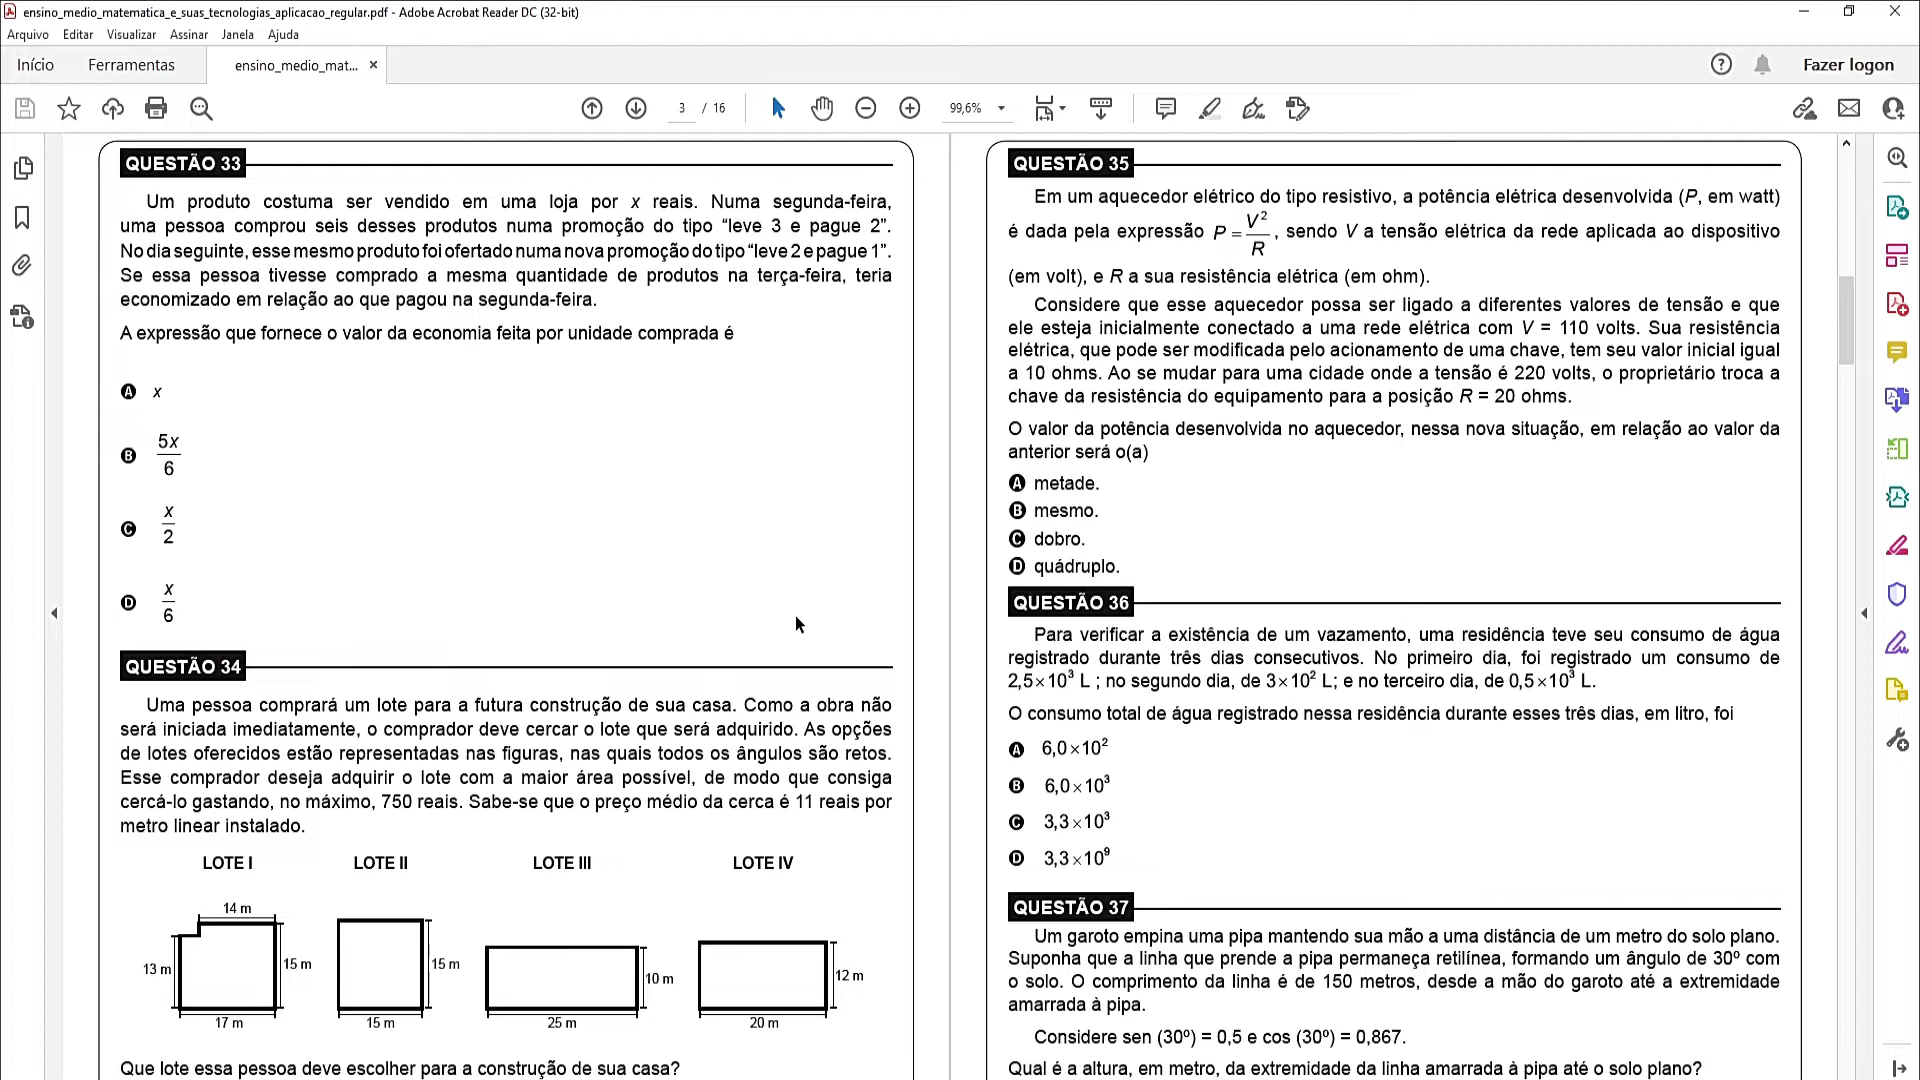 ensino_medio_matematica_e_suas_tecnologias_aplicacao_regular.pdf - Adobe Acrobat Reader DC (32-bit)
Arquivo Editar Visualizar Assinar Janela Ajuda
Início Ferramentas ensino_medio_mat... × Fazer logon
3 / 16 99,6%
QUESTÃO 33
Um produto costuma ser vendido em uma loja por x reais. Numa segunda-feira,
uma pessoa comprou seis desses produtos numa promoção do tipo “leve 3 e pague 2”.
No dia seguinte, esse mesmo produto foi ofertado numa nova promoção do tipo “leve 2 e pague 1”.
Se essa pessoa tivesse comprado a mesma quantidade de produtos na terça-feira, teria
economizado em relação ao que pagou na segunda-feira.
A expressão que fornece o valor da economia feita por unidade comprada é
A x
B 5x/6
C x/2
D x/6
QUESTÃO 34
Uma pessoa comprará um lote para a futura construção de sua casa. Como a obra não
será iniciada imediatamente, o comprador deve cercar o lote que será adquirido. As opções
de lotes oferecidos estão representadas nas figuras, nas quais todos os ângulos são retos.
Esse comprador deseja adquirir o lote com a maior área possível, de modo que consiga
cercá-lo gastando, no máximo, 750 reais. Sabe-se que o preço médio da cerca é 11 reais por
metro linear instalado.
LOTE I LOTE II LOTE III LOTE IV
14 m
13 m 15 m 15 m 10 m 12 m
17 m 15 m 25 m 20 m
Que lote essa pessoa deve escolher para a construção de sua casa?
QUESTÃO 35
Em um aquecedor elétrico do tipo resistivo, a potência elétrica desenvolvida (P, em watt)
é dada pela expressão P = V²/R, sendo V a tensão elétrica da rede aplicada ao dispositivo
(em volt), e R a sua resistência elétrica (em ohm).
Considere que esse aquecedor possa ser ligado a diferentes valores de tensão e que
ele esteja inicialmente conectado a uma rede elétrica com V = 110 volts. Sua resistência
elétrica, que pode ser modificada pelo acionamento de uma chave, tem seu valor inicial igual
a 10 ohms. Ao se mudar para uma cidade onde a tensão é 220 volts, o proprietário troca a
chave da resistência do equipamento para a posição R = 20 ohms.
O valor da potência desenvolvida no aquecedor, nessa nova situação, em relação ao valor da
anterior será o(a)
A metade.
B mesmo.
C dobro.
D quádruplo.
QUESTÃO 36
Para verificar a existência de um vazamento, uma residência teve seu consumo de água
registrado durante três dias consecutivos. No primeiro dia, foi registrado um consumo de
2,5×10³ L ; no segundo dia, de 3×10² L; e no terceiro dia, de 0,5×10³ L.
O consumo total de água registrado nessa residência durante esses três dias, em litro, foi
A 6,0×10²
B 6,0×10³
C 3,3×10³
D 3,3×10⁹
QUESTÃO 37
Um garoto empina uma pipa mantendo sua mão a uma distância de um metro do solo plano.
Suponha que a linha que prende a pipa permaneça retilínea, formando um ângulo de 30º com
o solo. O comprimento da linha é de 150 metros, desde a mão do garoto até a extremidade
amarrada à pipa.
Considere sen (30º) = 0,5 e cos (30º) = 0,867.
Qual é a altura, em metro, da extremidade da linha amarrada à pipa até o solo plano?